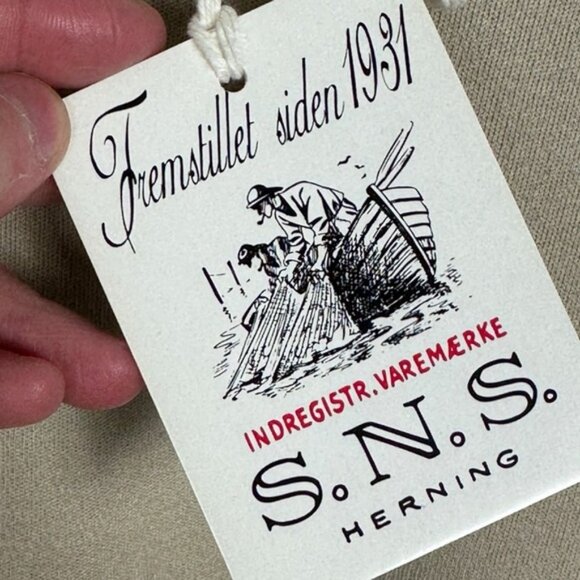 Fremstillet siden 1931
INDREGISTR. VAREMÆRKE
S.N.S.
HERNING